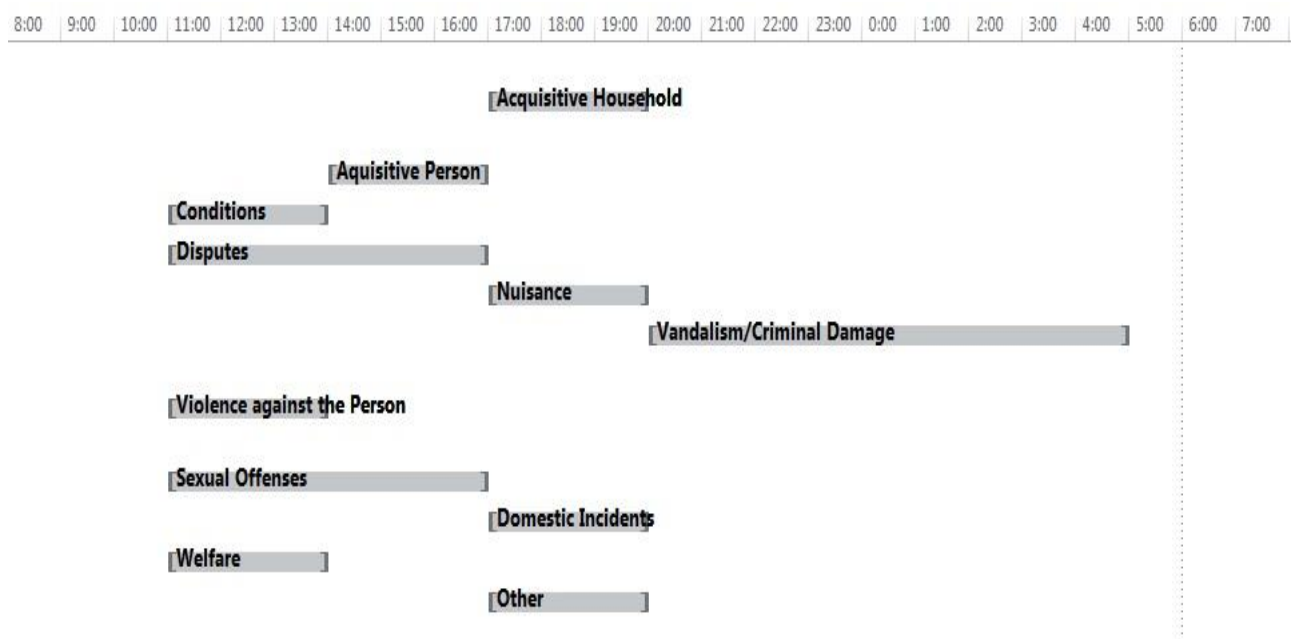 8:00 9:00 10:00 11:00 12:00 13:00 14:00 15:00 16:00 17:00 18:00 19:00 20:00 21:00 22:00 23:00 0:00 1:00 2:00 3:00 4:00 5:00 6:00 7:00
Acquisitive Household
Aquisitive Person
Conditions
Disputes
Nuisance
Vandalism/Criminal Damage
Violence against the Person
Sexual Offenses
Domestic Incidents
Welfare
Other